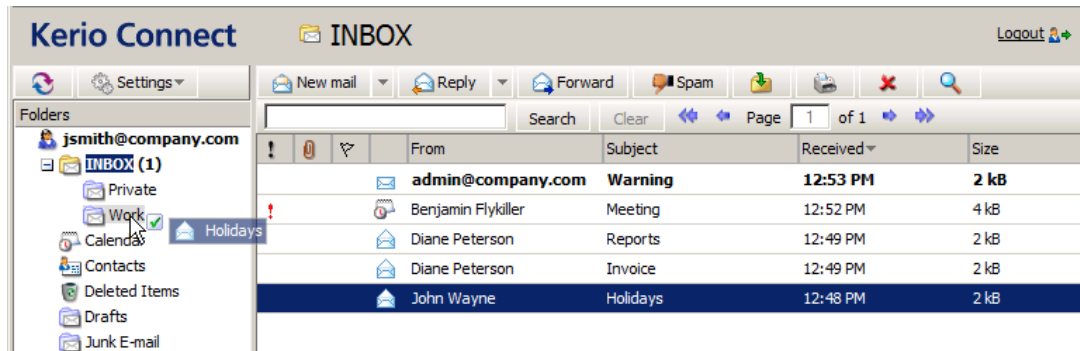 Kerio Connect
INBOX
Logout
Settings
New mail
Reply
Forward
Spam
Folders
Search
Clear
Page 1 of 1
jsmith@company.com
INBOX (1)
Private
Work
Calendar
Contacts
Deleted Items
Drafts
Junk E-mail
Holidays
! From Subject Received Size
admin@company.com Warning 12:53 PM 2 kB
! Benjamin Flykiller Meeting 12:52 PM 4 kB
Diane Peterson Reports 12:49 PM 2 kB
Diane Peterson Invoice 12:49 PM 2 kB
John Wayne Holidays 12:48 PM 2 kB